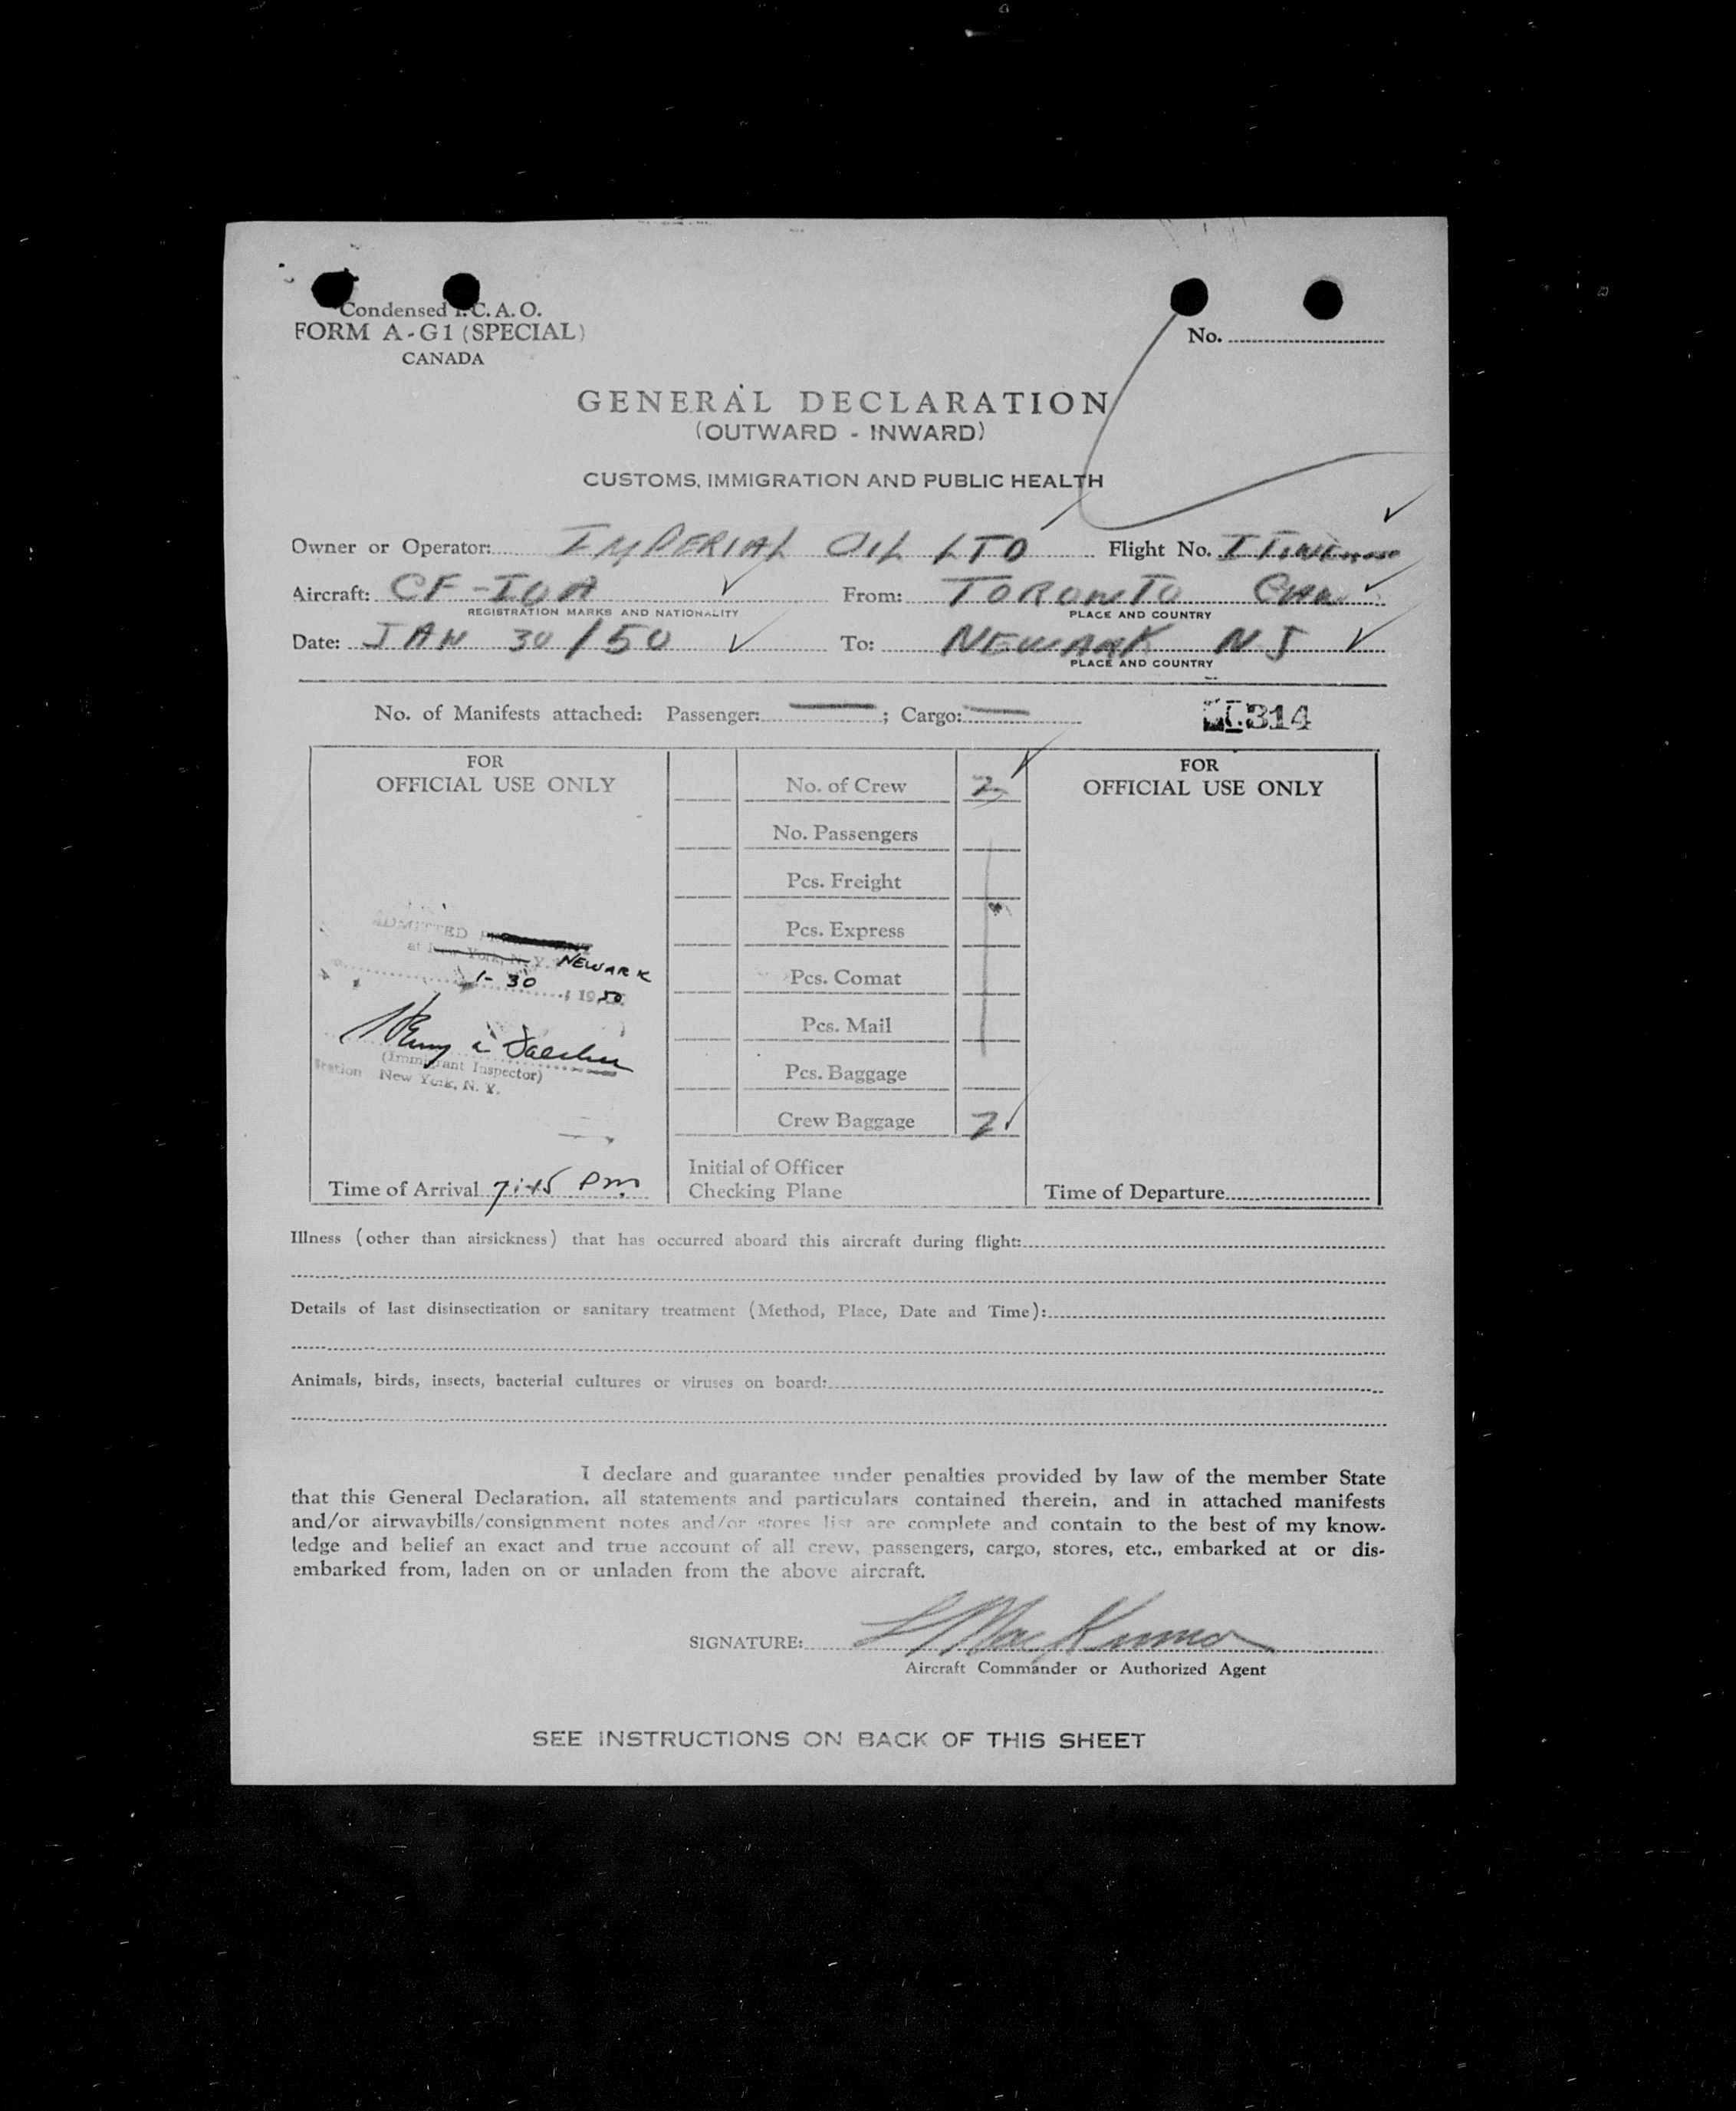 Condensed I.C.A.O.
FORM A-G1 (SPECIAL)
CANADA
No.
GENERAL DECLARATION
(OUTWARD - INWARD)
CUSTOMS, IMMIGRATION AND PUBLIC HEALTH
Owner or Operator: IMPERIAL OIL LTD Flight No.
Aircraft: CF-IOA From: TORONTO CAN
REGISTRATION MARKS AND NATIONALITY PLACE AND COUNTRY
Date: JAN 30/50 To: NEWARK N J
PLACE AND COUNTRY
No. of Manifests attached: Passenger: ; Cargo: 314
FOR
OFFICIAL USE ONLY
ADMITTED
at New York, N. Y. NEWARK
1-30, 1950
(Immigrant Inspector)
Station New York, N. Y.
Time of Arrival 7:45 Pm
No. of Crew 2
No. Passengers
Pcs. Freight
Pcs. Express
Pcs. Comat
Pcs. Mail
Pcs. Baggage
Crew Baggage 2
Initial of Officer
Checking Plane
FOR
OFFICIAL USE ONLY
Time of Departure
Illness (other than airsickness) that has occurred aboard this aircraft during flight:
Details of last disinsectization or sanitary treatment (Method, Place, Date and Time):
Animals, birds, insects, bacterial cultures or viruses on board:
I declare and guarantee under penalties provided by law of the member State
that this General Declaration, all statements and particulars contained therein, and in attached manifests
and/or airwaybills/consignment notes and/or stores list are complete and contain to the best of my know-
ledge and belief an exact and true account of all crew, passengers, cargo, stores, etc., embarked at or dis-
embarked from, laden on or unladen from the above aircraft.
SIGNATURE:
Aircraft Commander or Authorized Agent
SEE INSTRUCTIONS ON BACK OF THIS SHEET